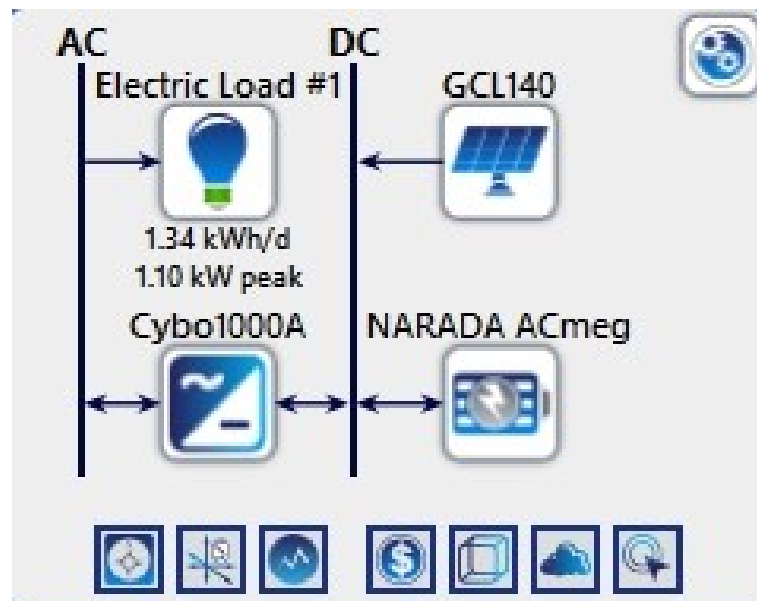 AC
DC
Electric Load #1
GCL140
1.34 kWh/d
1.10 kW peak
Cybo1000A
NARADA ACmeg